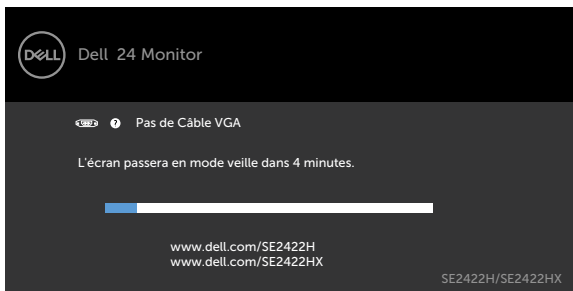 DELL
Dell 24 Monitor
? Pas de Câble VGA
L'écran passera en mode veille dans 4 minutes.
www.dell.com/SE2422H
www.dell.com/SE2422HX
SE2422H/SE2422HX